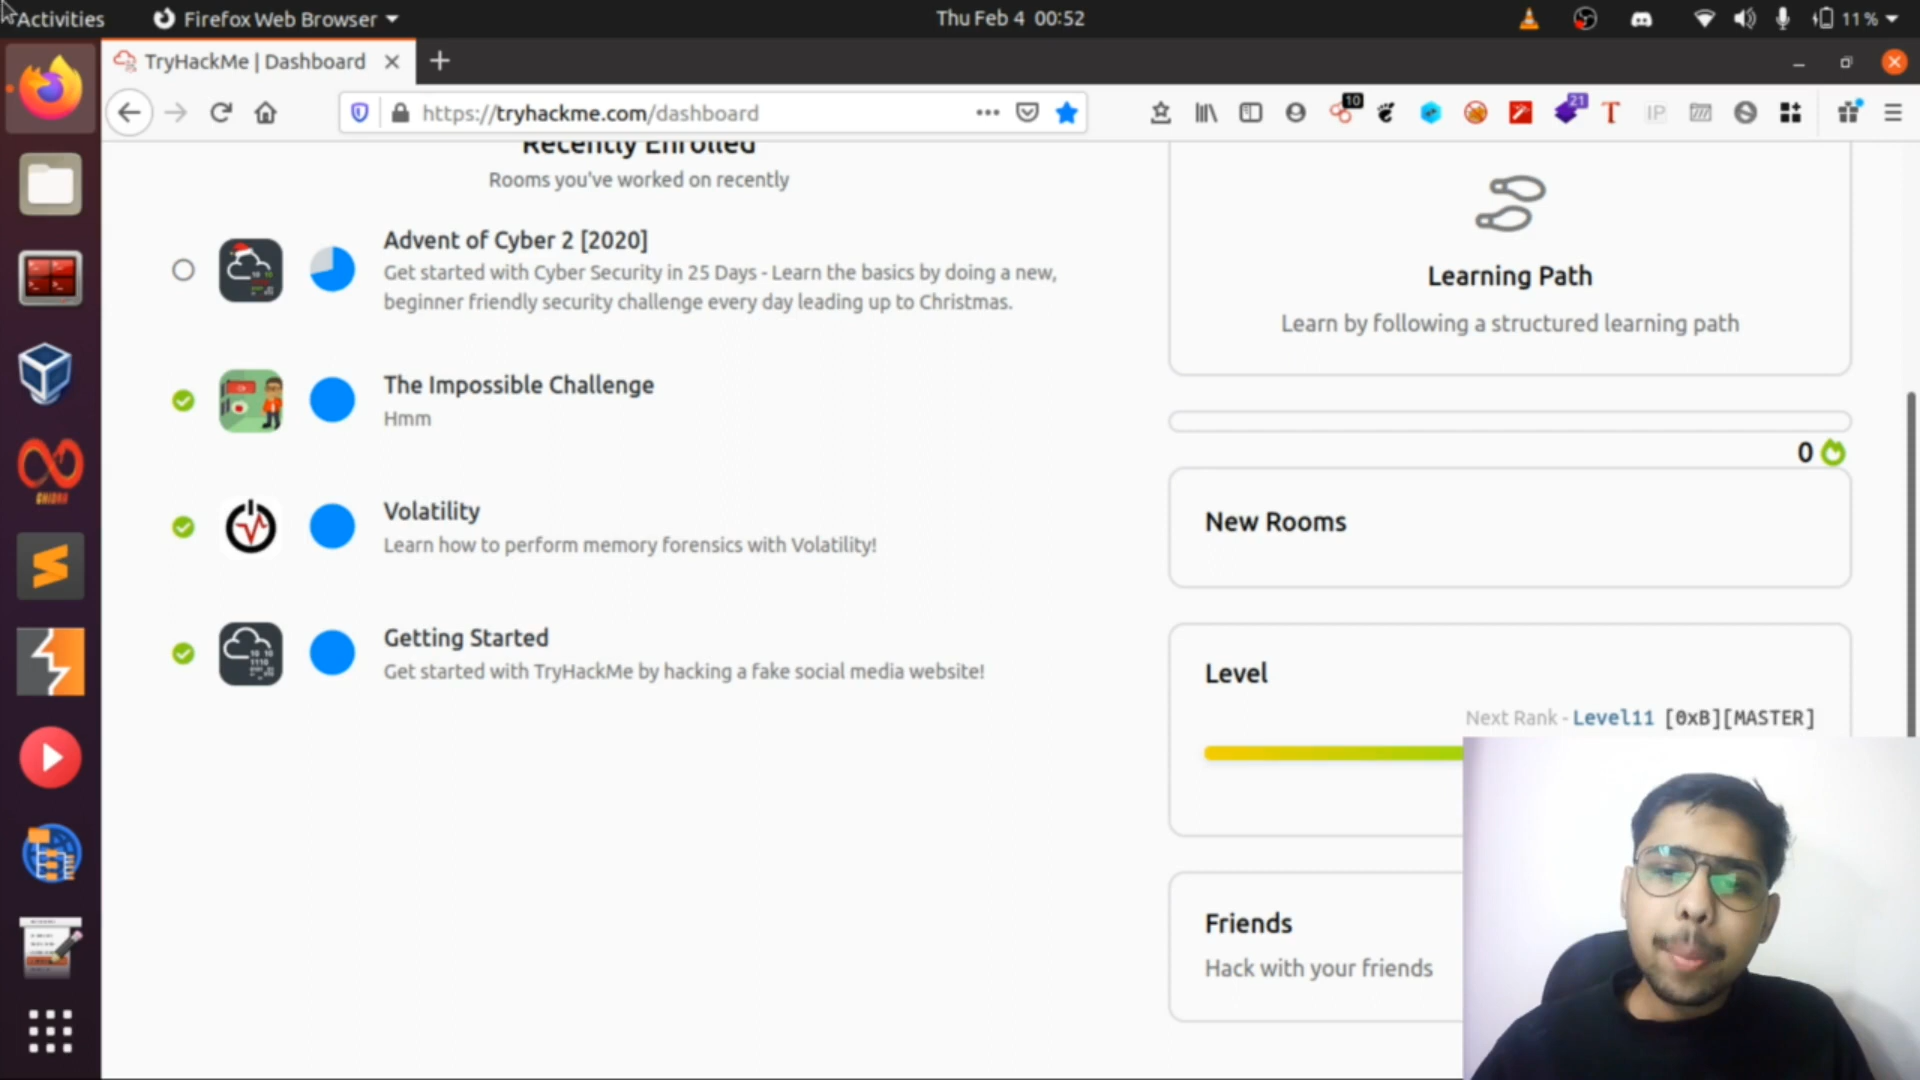 Activities
Firefox Web Browser
Thu Feb 4 00:52
11 %
TryHackMe | Dashboard
https://tryhackme.com/dashboard
10
21
T
IP
Recently Enrolled
Rooms you've worked on recently
Advent of Cyber 2 [2020]
Get started with Cyber Security in 25 Days - Learn the basics by doing a new,
beginner friendly security challenge every day leading up to Christmas.
The Impossible Challenge
Hmm
Volatility
Learn how to perform memory forensics with Volatility!
Getting Started
Get started with TryHackMe by hacking a fake social media website!
Learning Path
Learn by following a structured learning path
0
New Rooms
Level
Next Rank - Level11 [0xB][MASTER]
Friends
Hack with your friends
GHIDRA